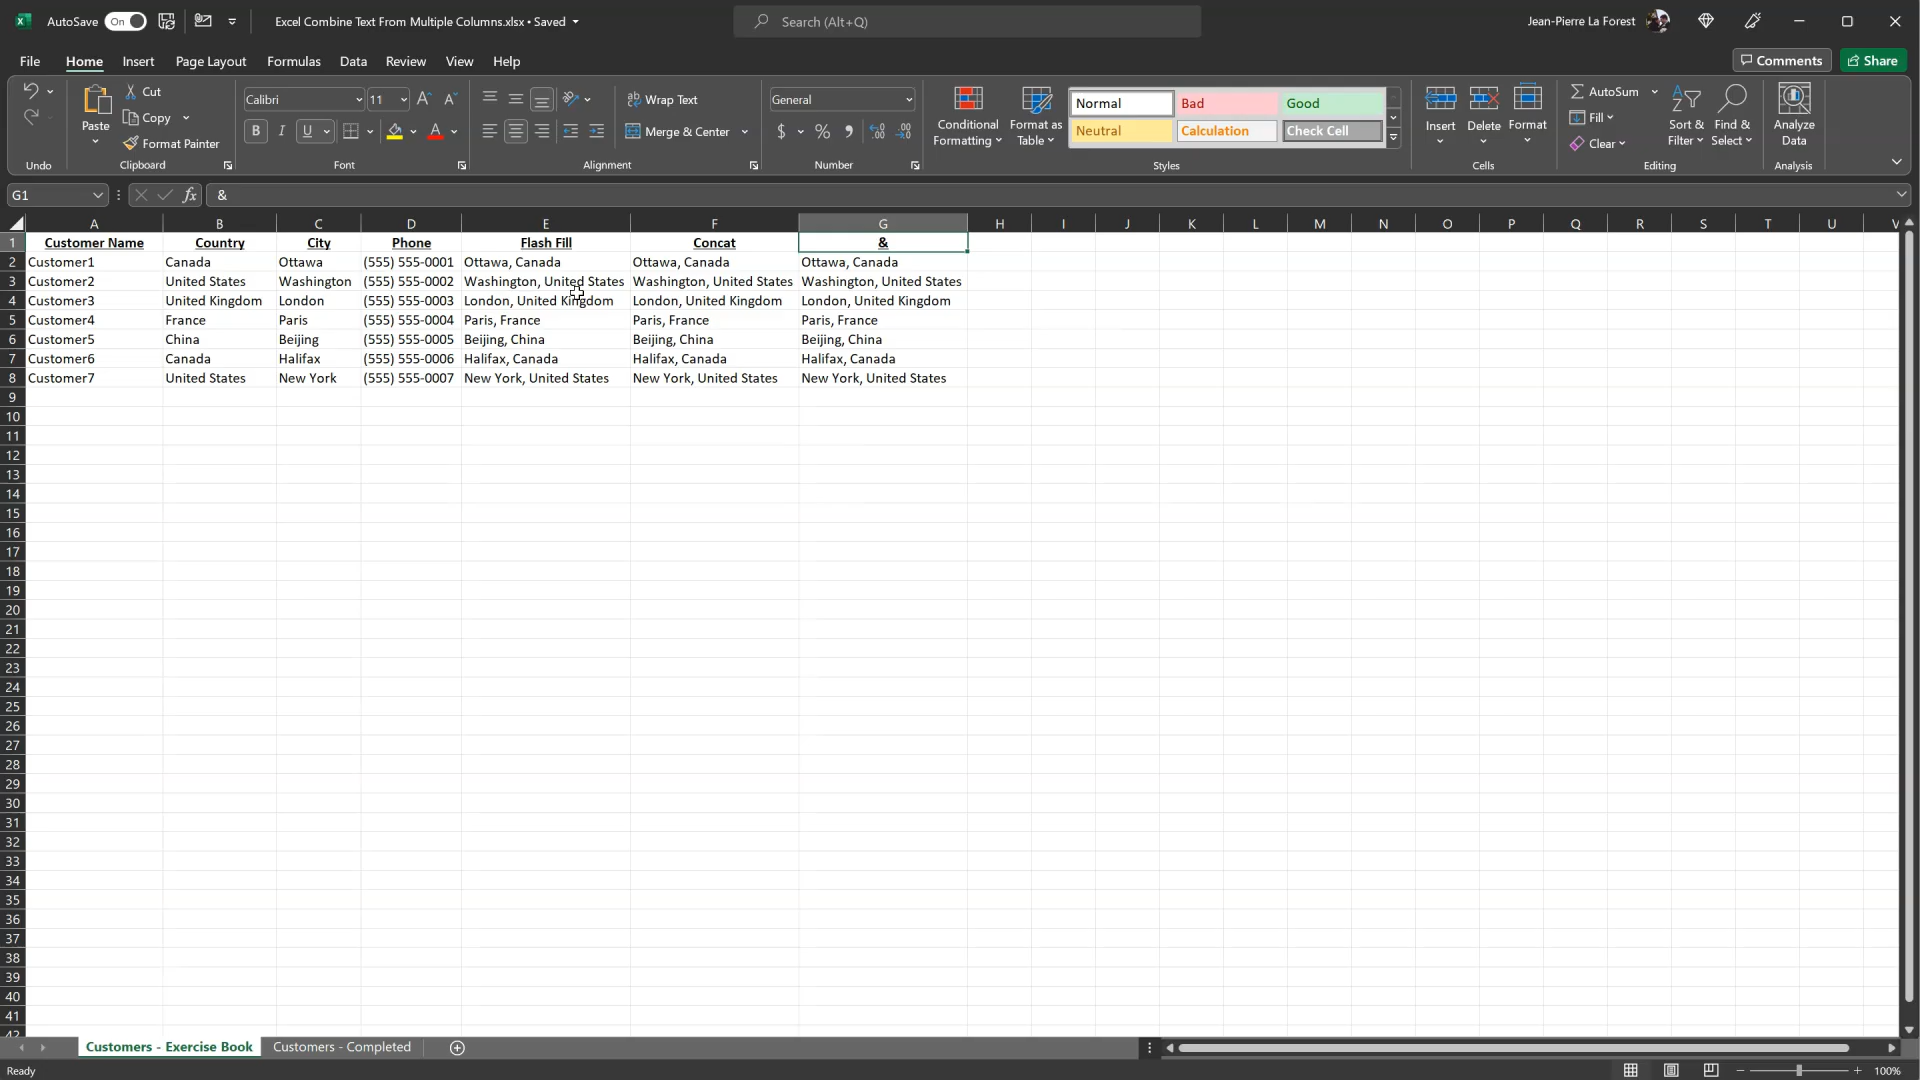 AutoSave On Excel Combine Text From Multiple Columns.xlsx • Saved Search (Alt+Q) Jean-Pierre La Forest
File Home Insert Page Layout Formulas Data Review View Help Comments Share
Undo
Paste
Cut
Copy
Format Painter
Clipboard
Calibri 11
B I U A
Font
Wrap Text
Merge & Center
Alignment
General
$ %
Number
Conditional Formatting
Format as Table
Normal Bad Good
Neutral Calculation Check Cell
Styles
Insert Delete Format
Cells
AutoSum
Fill
Clear
Sort & Filter
Find & Select
Editing
Analyze Data
Analysis
G1 fx &
A B C D E F G H I J K L M N O P Q R S T U V
1 Customer Name Country City Phone Flash Fill Concat &
2 Customer1 Canada Ottawa (555) 555-0001 Ottawa, Canada Ottawa, Canada Ottawa, Canada
3 Customer2 United States Washington (555) 555-0002 Washington, United States Washington, United States Washington, United States
4 Customer3 United Kingdom London (555) 555-0003 London, United Kingdom London, United Kingdom London, United Kingdom
5 Customer4 France Paris (555) 555-0004 Paris, France Paris, France Paris, France
6 Customer5 China Beijing (555) 555-0005 Beijing, China Beijing, China Beijing, China
7 Customer6 Canada Halifax (555) 555-0006 Halifax, Canada Halifax, Canada Halifax, Canada
8 Customer7 United States New York (555) 555-0007 New York, United States New York, United States New York, United States
9
10
11
12
13
14
15
16
17
18
19
20
21
22
23
24
25
26
27
28
29
30
31
32
33
34
35
36
37
38
39
40
41
42
Customers - Exercise Book Customers - Completed
Ready 100%